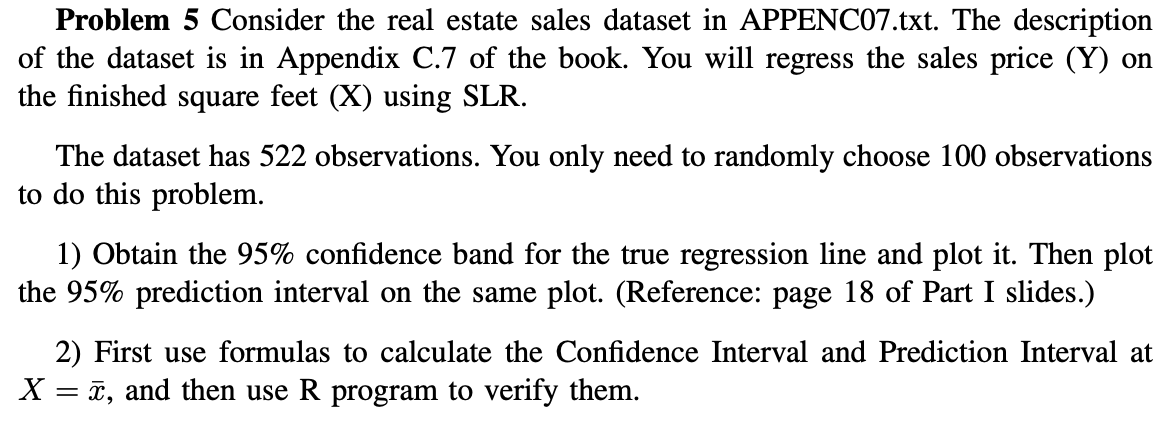 Problem 5 Consider the real estate sales dataset in APPENC07.txt. The description
of the dataset is in Appendix C.7 of the book. You will regress the sales price (Y) on
the finished square feet (X) using SLR.
The dataset has 522 observations. You only need to randomly choose 100 observations
to do this problem.
1) Obtain the 95% confidence band for the true regression line and plot it. Then plot
the 95% prediction interval on the same plot. (Reference: page 18 of Part I slides.)
2) First use formulas to calculate the Confidence Interval and Prediction Interval at
X = x̄, and then use R program to verify them.